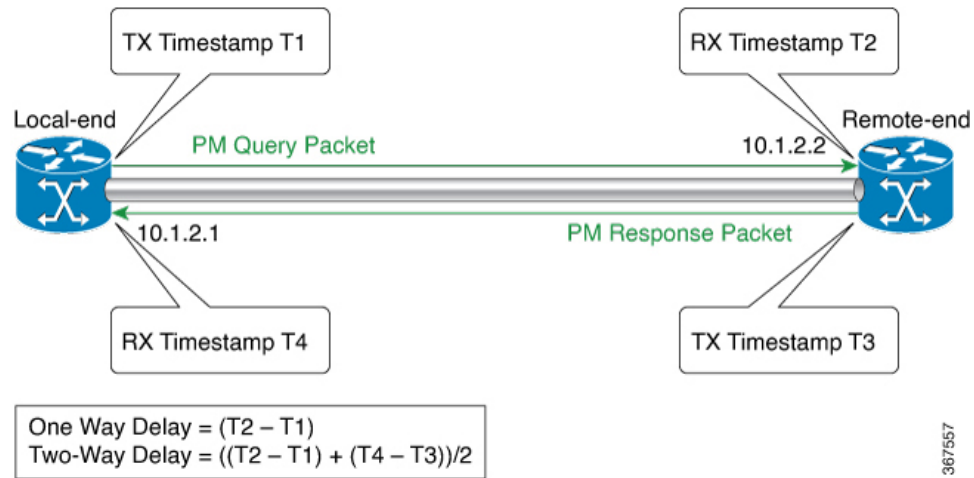 TX Timestamp T1
RX Timestamp T2
Local-end
Remote-end
PM Query Packet
10.1.2.2
10.1.2.1
PM Response Packet
RX Timestamp T4
TX Timestamp T3
One Way Delay = (T2 – T1)
Two-Way Delay = ((T2 – T1) + (T4 – T3))/2
367557